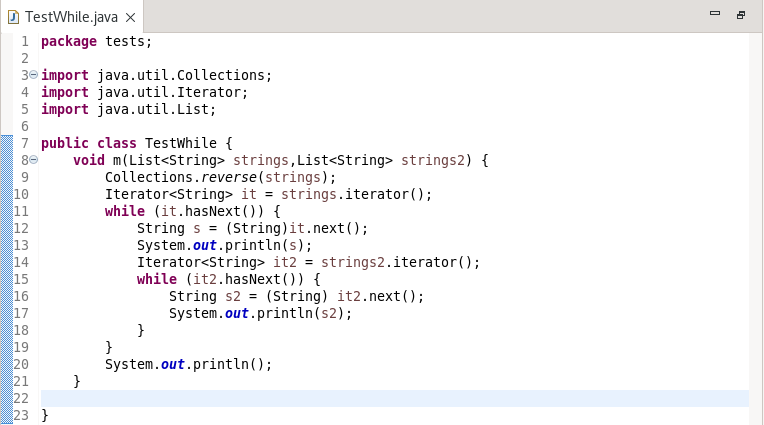 TestWhile.java
1 package tests;
2
3 import java.util.Collections;
4 import java.util.Iterator;
5 import java.util.List;
6
7 public class TestWhile {
8     void m(List<String> strings,List<String> strings2) {
9         Collections.reverse(strings);
10         Iterator<String> it = strings.iterator();
11         while (it.hasNext()) {
12             String s = (String)it.next();
13             System.out.println(s);
14             Iterator<String> it2 = strings2.iterator();
15             while (it2.hasNext()) {
16                 String s2 = (String) it2.next();
17                 System.out.println(s2);
18             }
19         }
20         System.out.println();
21     }
22
23 }